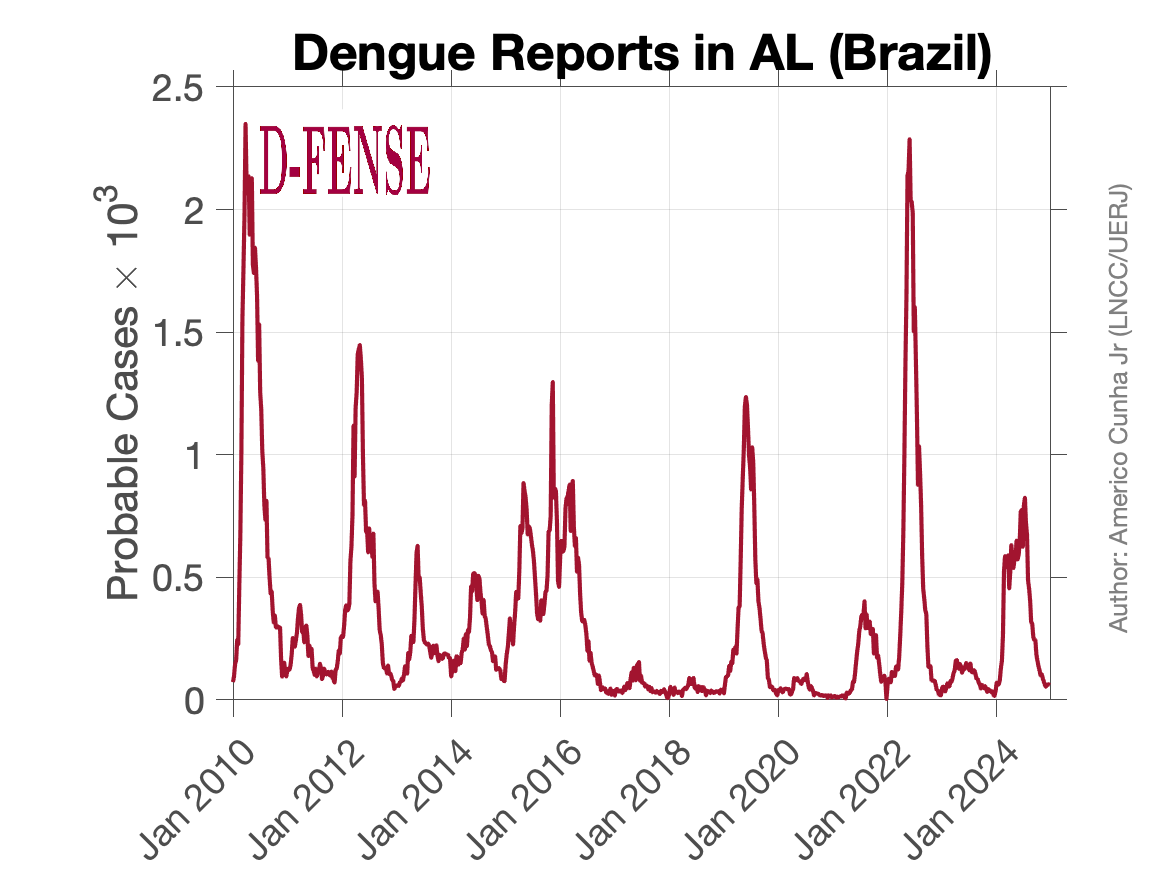 Dengue Reports in AL (Brazil)
D-FENSE
Probable Cases × 10³
2.5
2
1.5
1
0.5
0
Jan 2010
Jan 2012
Jan 2014
Jan 2016
Jan 2018
Jan 2020
Jan 2022
Jan 2024
Author: Americo Cunha Jr (LNCC/UERJ)